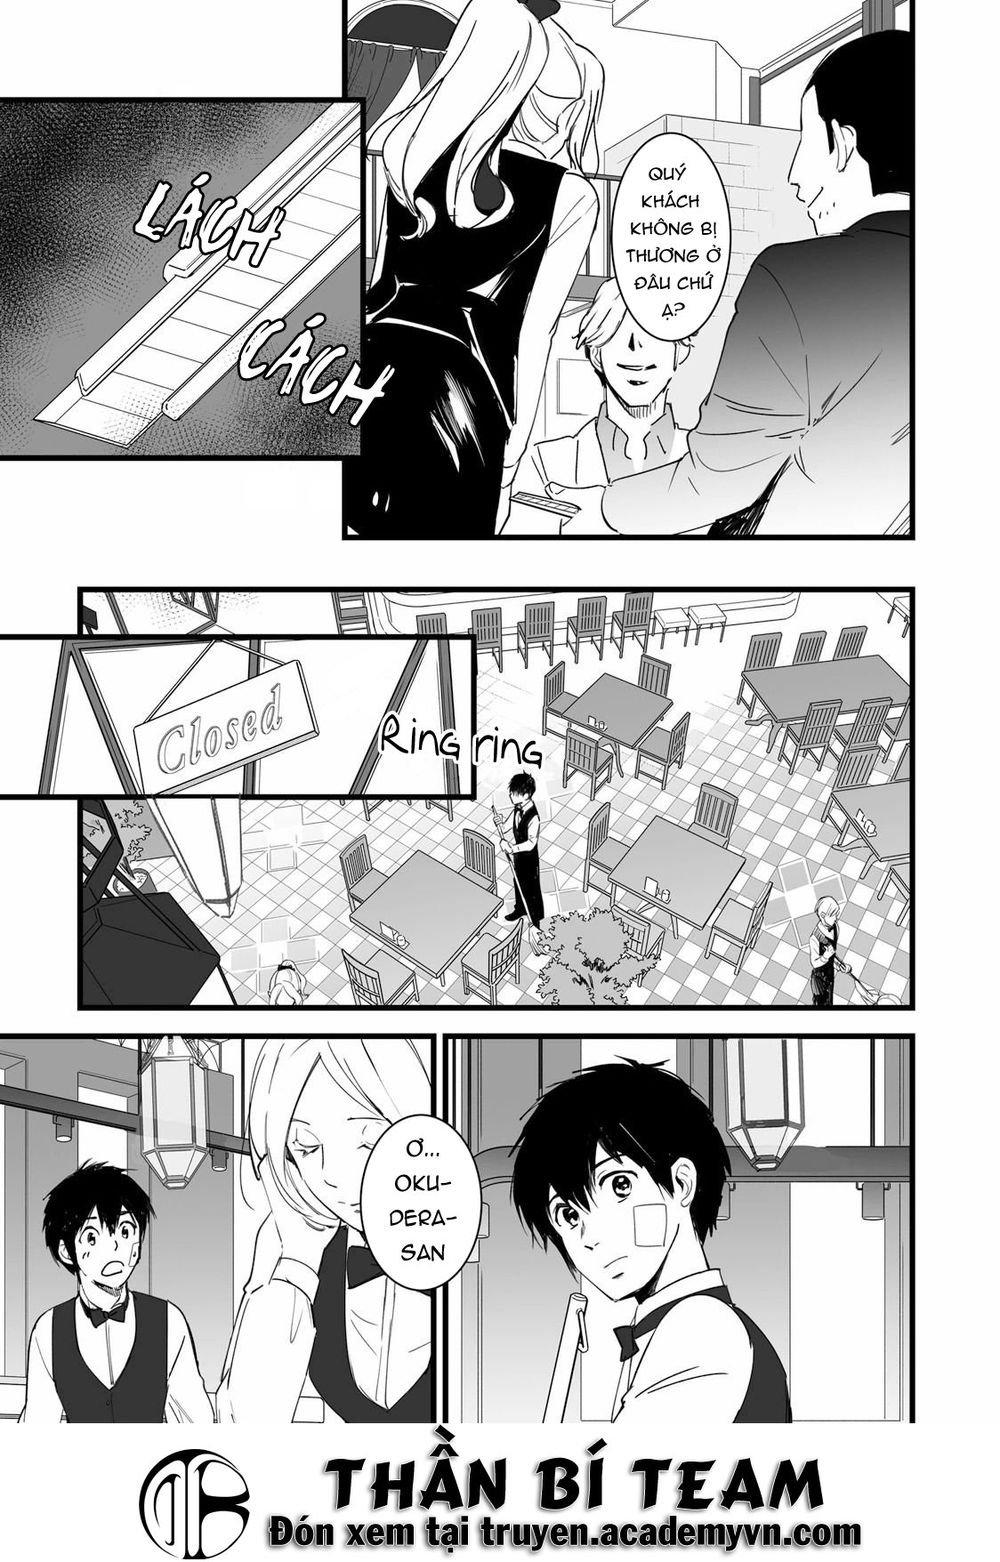 QUÝ
KHÁCH
KHÔNG BỊ
THƯƠNG Ở
ĐÂU CHỨ
Ạ?
LÁCH
CÁCH
Closed
Ring ring
Ơ...
OKU-
DERA-
SAN
THẦN BÍ TEAM
Đón xem tại truyen.academyvn.com